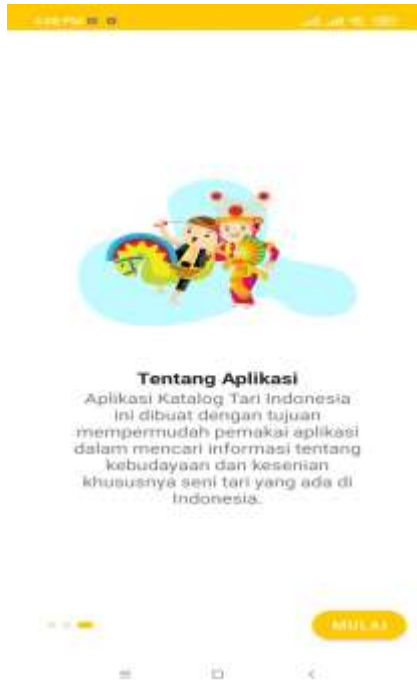 Tentang Aplikasi
Aplikasi Katalog Tari Indonesia
ini dibuat dengan tujuan
mempermudah pemakai aplikasi
dalam mencari informasi tentang
kebudayaan dan kesenian
khususnya seni tari yang ada di
Indonesia.
MULAI